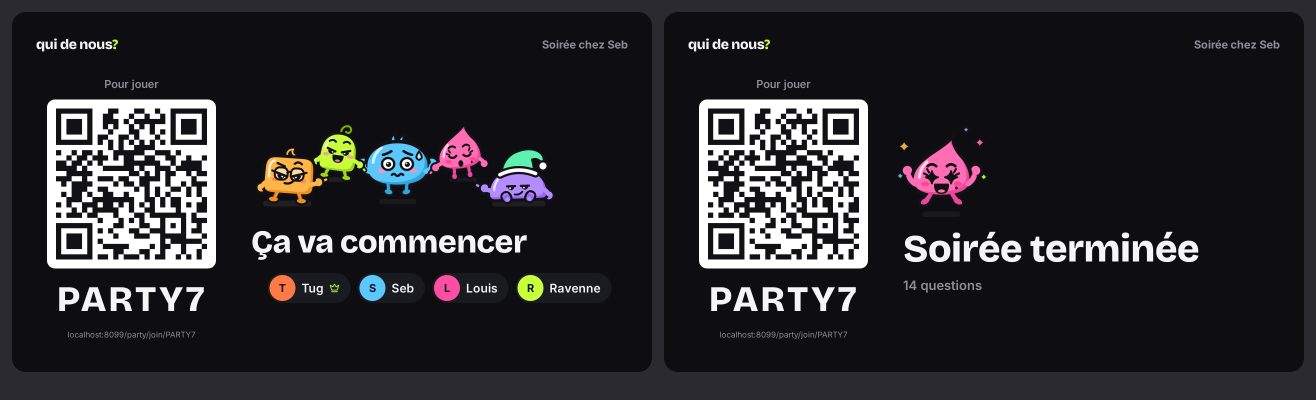 qui de nous?
Soirée chez Seb
Pour jouer
Ça va commencer
T Tug S Seb L Louis R Ravenne
PARTY7
localhost:8099/party/join/PARTY7
qui de nous?
Soirée chez Seb
Pour jouer
Soirée terminée
14 questions
PARTY7
localhost:8099/party/join/PARTY7